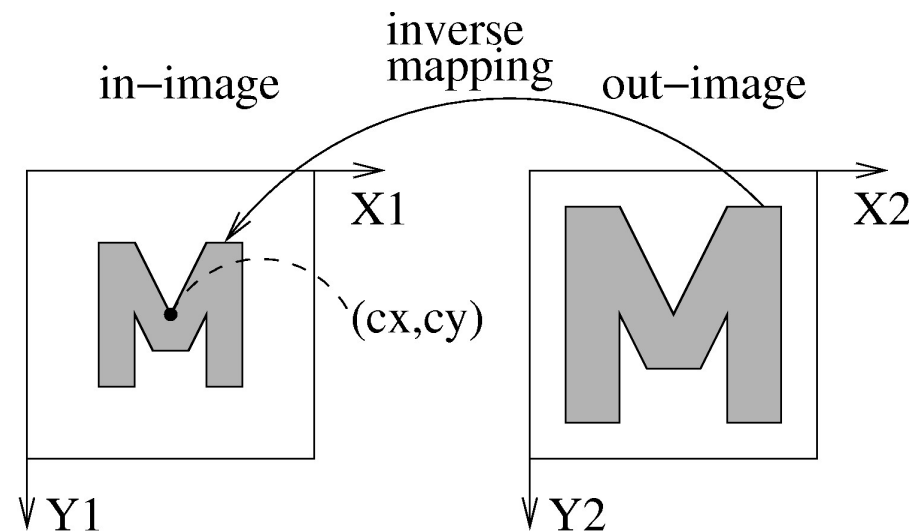 inverse
mapping
in−image
out−image
X1
X2
(cx,cy)
Y1
Y2